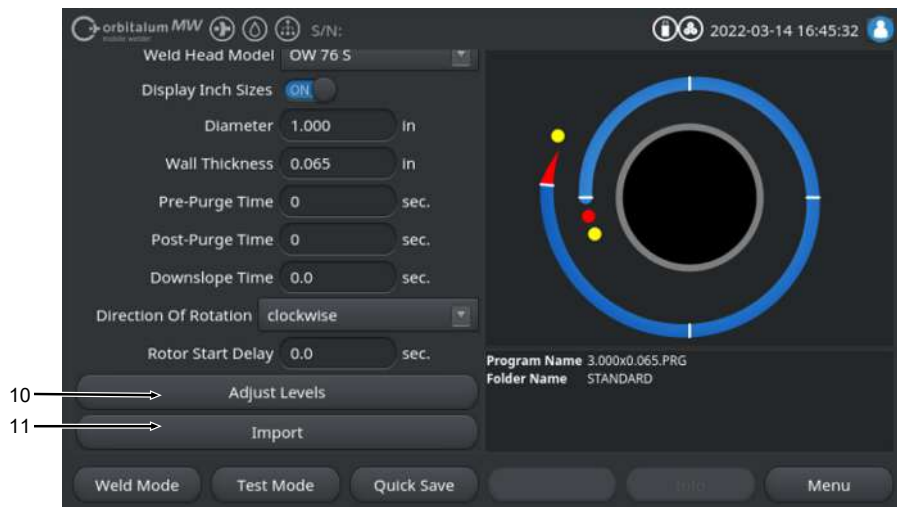 orbitalum MW S/N: 2022-03-14 16:45:32
mobile welder
Weld Head Model OW 76 S
Display Inch Sizes ON
Diameter 1.000 in
Wall Thickness 0.065 in
Pre-Purge Time 0 sec.
Post-Purge Time 0 sec.
Downslope Time 0.0 sec.
Direction Of Rotation clockwise
Rotor Start Delay 0.0 sec.
Program Name 3.000x0.065.PRG
Folder Name STANDARD
10 Adjust Levels
11 Import
Weld Mode Test Mode Quick Save Info Menu